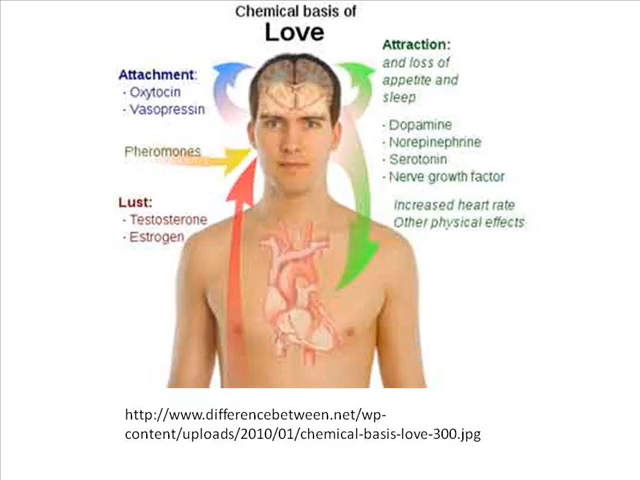 Chemical basis of
Love
Attachment:
· Oxytocin
· Vasopressin
Pheromones
Lust:
· Testosterone
· Estrogen
Attraction:
and loss of
appetite and
sleep
· Dopamine
· Norepinephrine
· Serotonin
· Nerve growth factor
Increased heart rate
Other physical effects
http://www.differencebetween.net/wp-
content/uploads/2010/01/chemical-basis-love-300.jpg